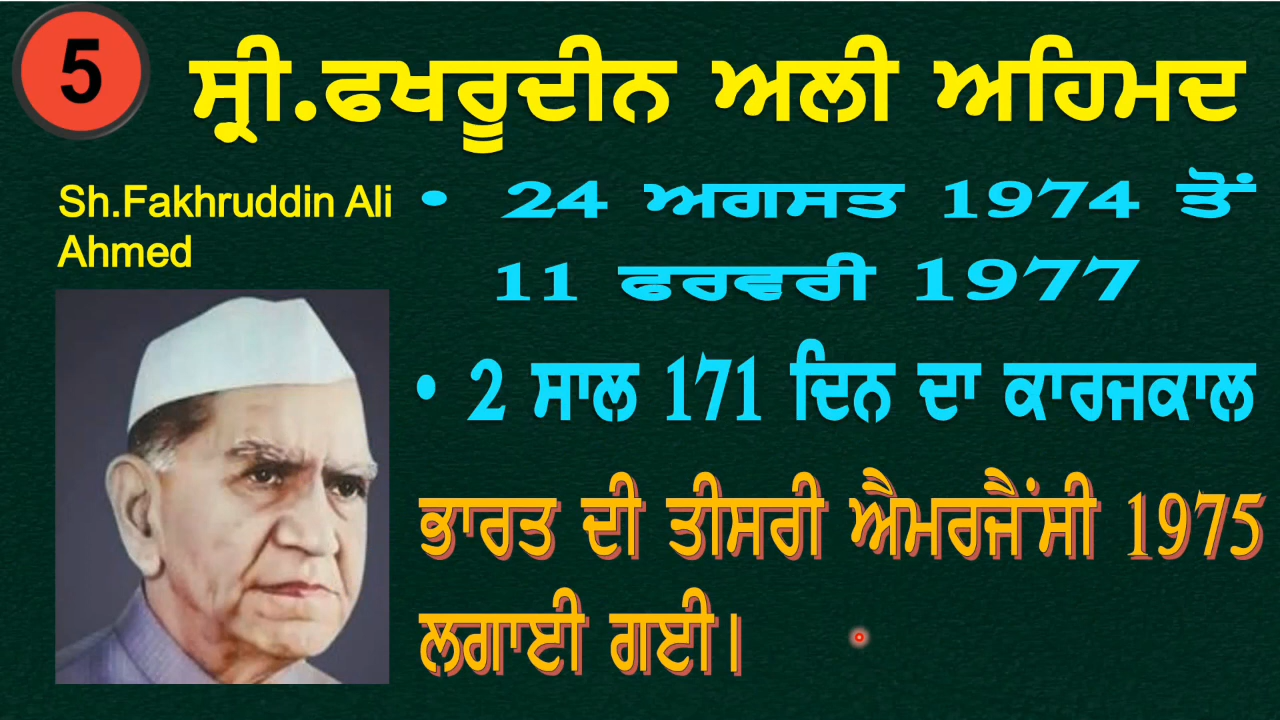 5
ਸ੍ਰੀ.ਫਖਰੂਦੀਨ ਅਲੀ ਅਹਿਮਦ
Sh.Fakhruddin Ali
Ahmed
• 24 ਅਗਸਤ 1974 ਤੋਂ
11 ਫਰਵਰੀ 1977
• 2 ਸਾਲ 171 ਦਿਨ ਦਾ ਕਾਰਜਕਾਲ
ਭਾਰਤ ਦੀ ਤੀਸਰੀ ਐਮਰਜੈਂਸੀ 1975
ਲਗਾਈ ਗਈ।